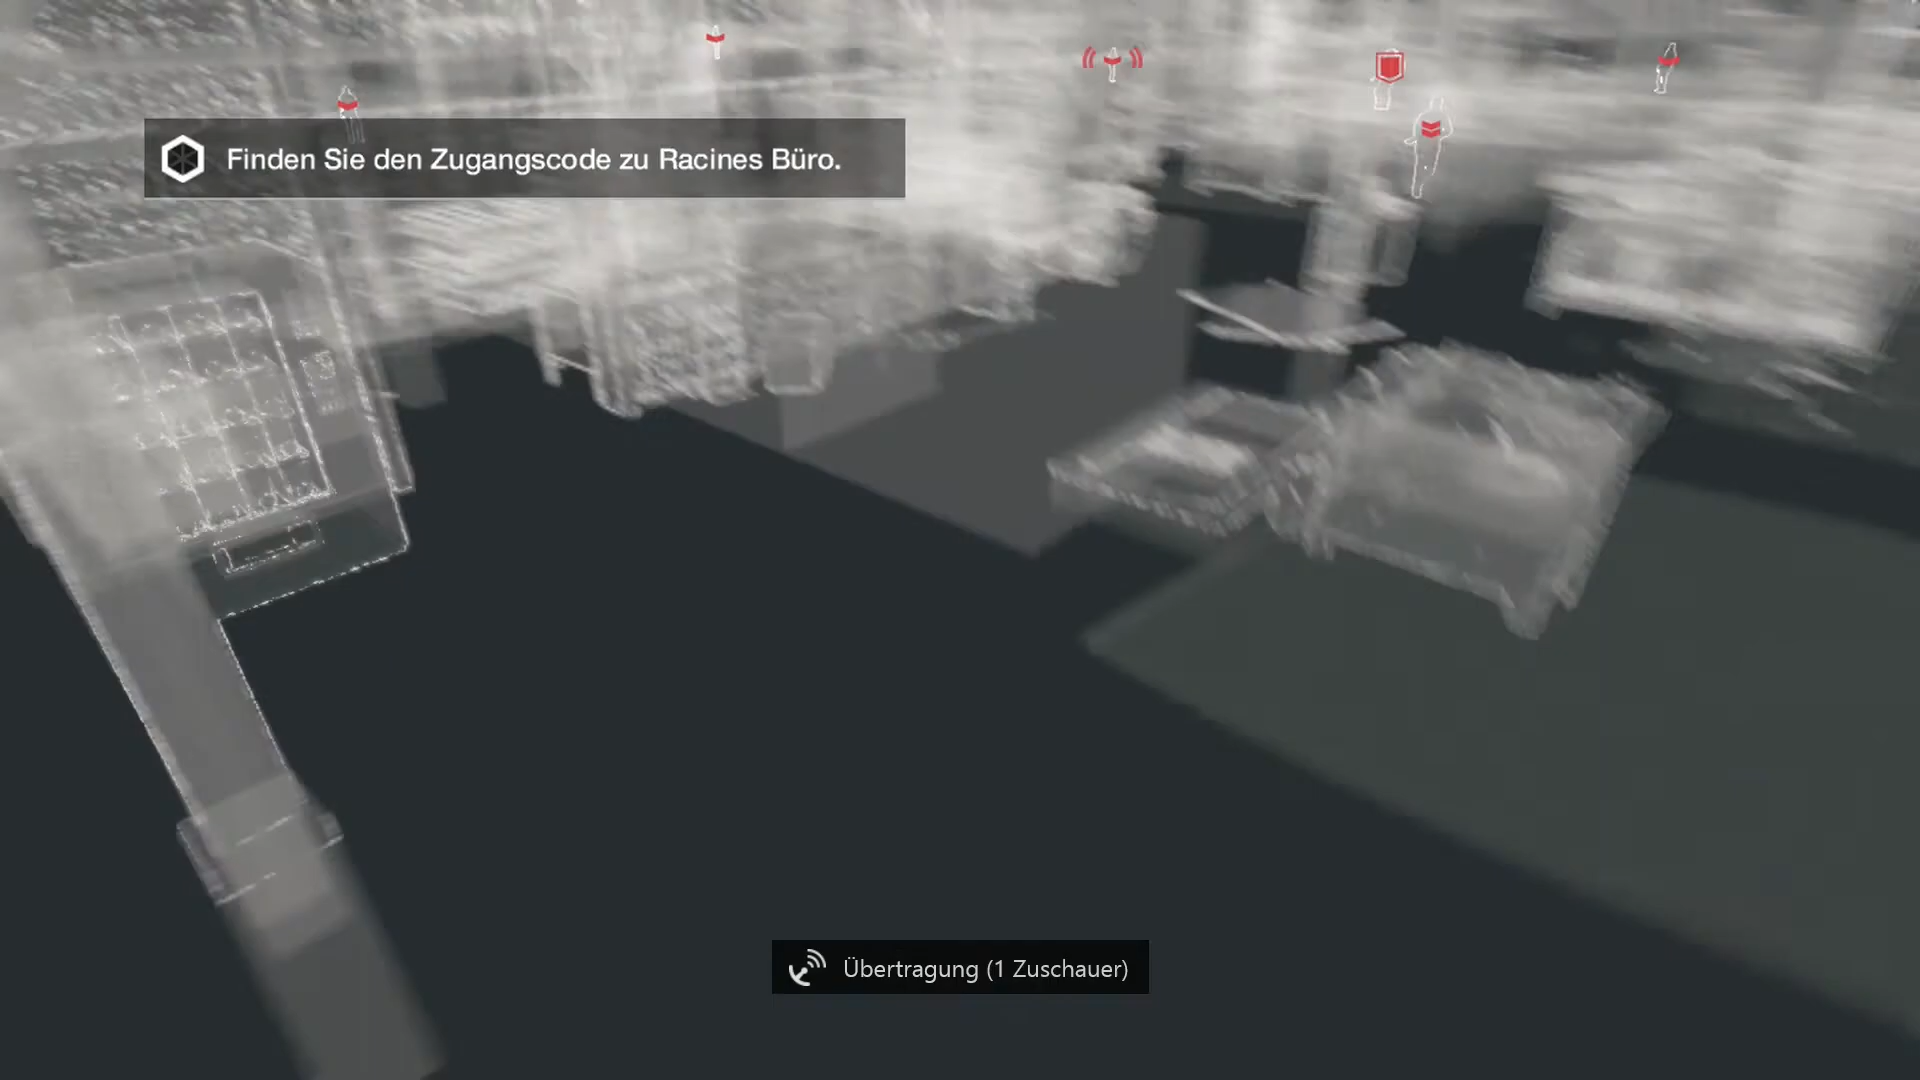 Finden Sie den Zugangscode zu Racines Büro.
Übertragung (1 Zuschauer)